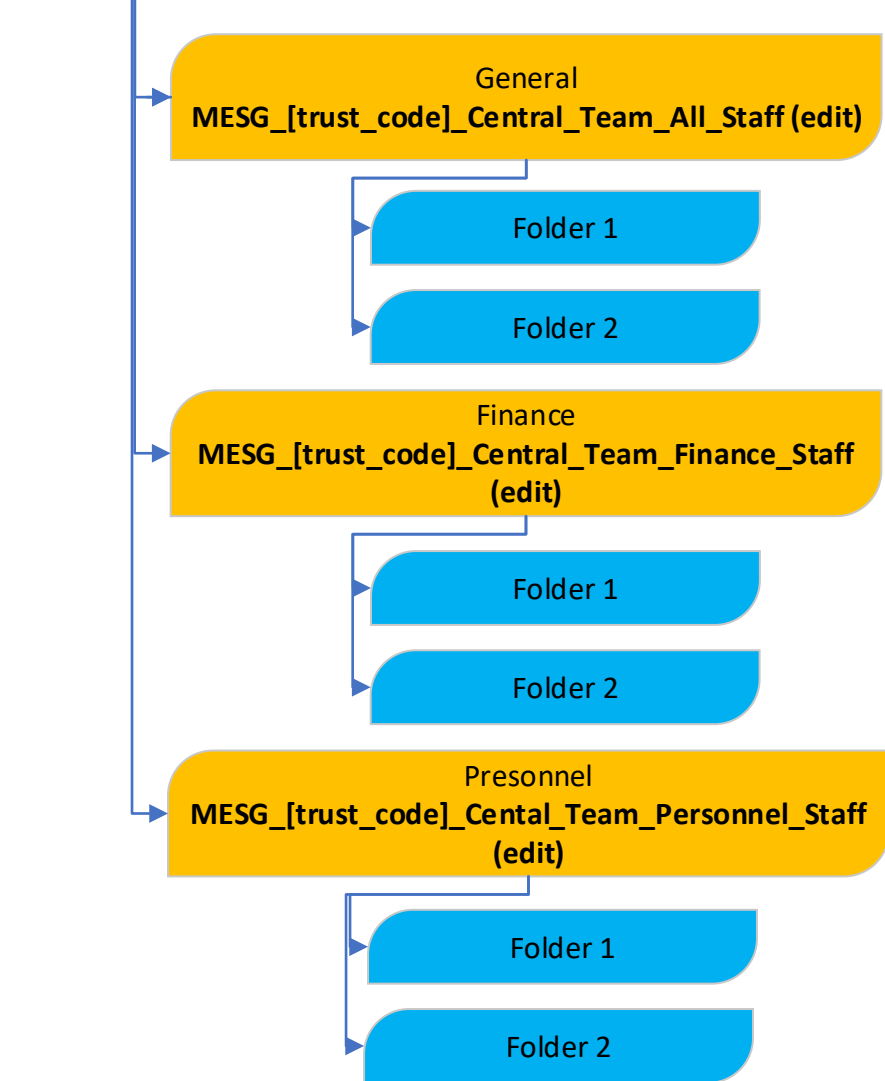 General
MESG_[trust_code]_Central_Team_All_Staff (edit)
Folder 1
Folder 2
Finance
MESG_[trust_code]_Central_Team_Finance_Staff
(edit)
Folder 1
Folder 2
Presonnel
MESG_[trust_code]_Cental_Team_Personnel_Staff
(edit)
Folder 1
Folder 2